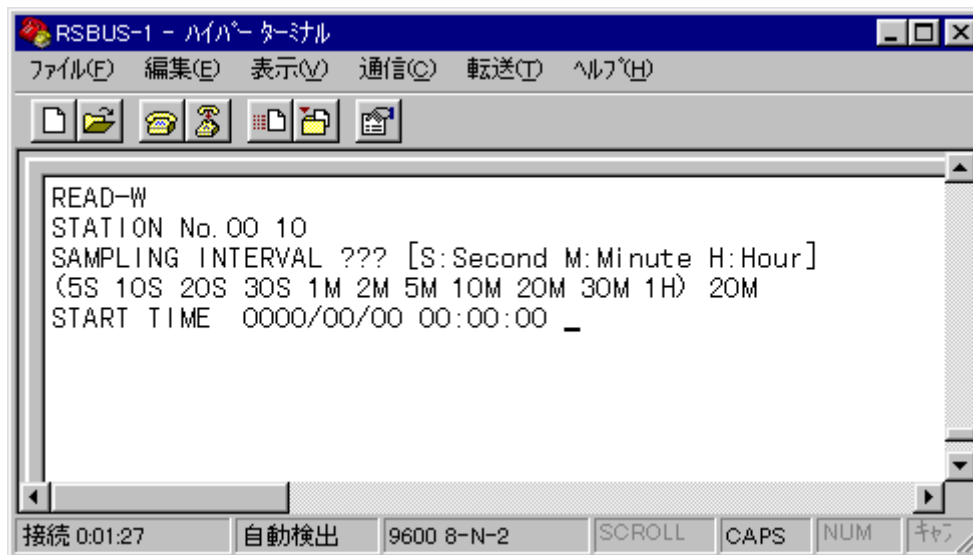 RSBUS-1 - ﾊｲﾊﾟｰ ﾀｰﾐﾅﾙ
ﾌｧｲﾙ(F) 編集(E) 表示(V) 通信(C) 転送(T) ﾍﾙﾌﾟ(H)
READ-W
STATION No.00 10
SAMPLING INTERVAL ??? [S:Second M:Minute H:Hour]
(5S 10S 20S 30S 1M 2M 5M 10M 20M 30M 1H) 20M
START TIME 0000/00/00 00:00:00 _
接続 0:01:27 自動検出 9600 8-N-2 SCROLL CAPS NUM